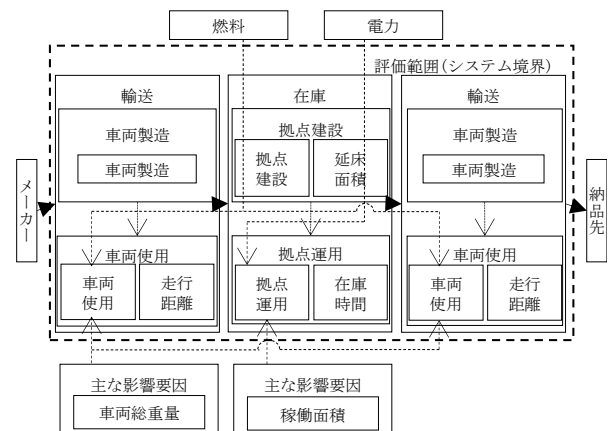 燃料
電力
評価範囲(システム境界)
輸送
車両製造
車両製造
車両使用
車両
使用
走行
距離
在庫
拠点建設
拠点
建設
延床
面積
拠点運用
拠点
運用
在庫
時間
輸送
車両製造
車両製造
車両使用
車両
使用
走行
距離
メーカー
納品先
主な影響要因
車両総重量
主な影響要因
稼働面積